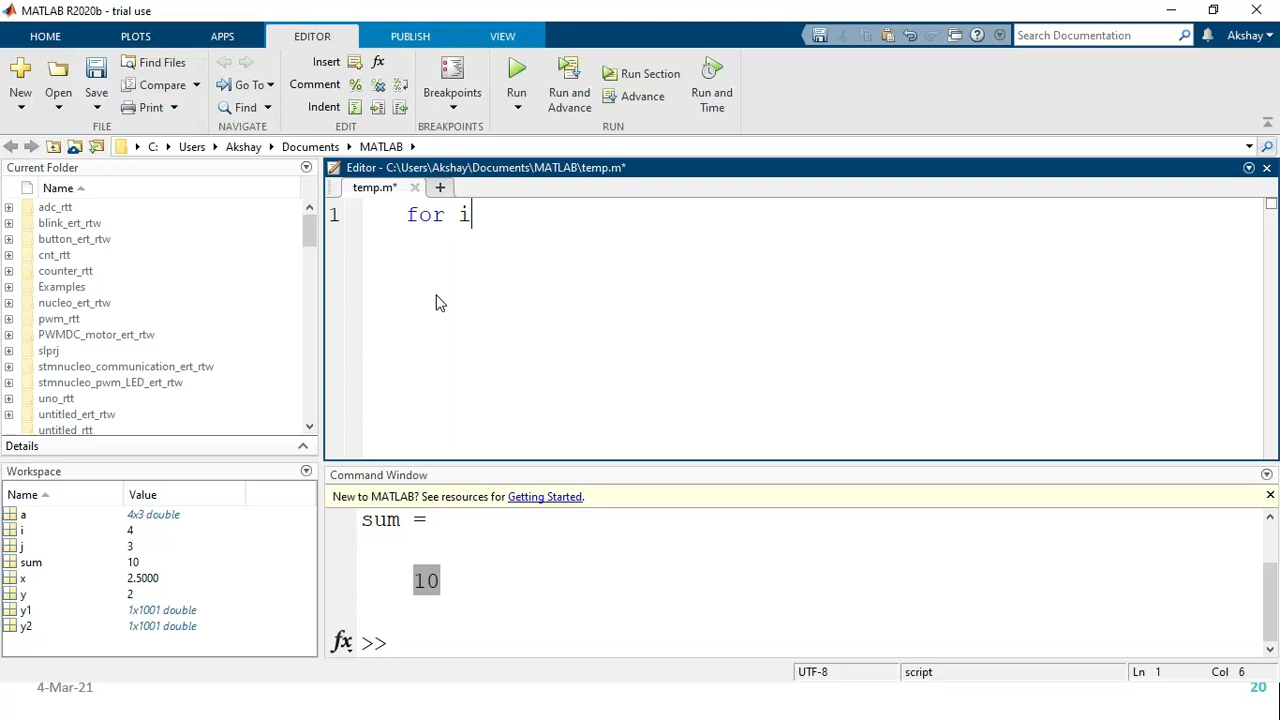 MATLAB R2020b - trial use
HOME PLOTS APPS EDITOR PUBLISH VIEW Search Documentation Akshay
New Open Save Find Files Compare Print Go To Find Insert Comment Indent fx Breakpoints Run Run and Advance Run Section Advance Run and Time
FILE NAVIGATE EDIT BREAKPOINTS RUN
C: Users Akshay Documents MATLAB
Current Folder
Name
adc_rtt
blink_ert_rtw
button_ert_rtw
cnt_rtt
counter_rtt
Examples
nucleo_ert_rtw
pwm_rtt
PWMDC_motor_ert_rtw
slprj
stmnucleo_communication_ert_rtw
stmnucleo_pwm_LED_ert_rtw
uno_rtt
untitled_ert_rtw
untitled_rtt
Details
Workspace
Name Value
a 4x3 double
i 4
j 3
sum 10
x 2.5000
y 2
y1 1x1001 double
y2 1x1001 double
Editor - C:\Users\Akshay\Documents\MATLAB\temp.m*
temp.m*
1 for i
Command Window
New to MATLAB? See resources for Getting Started.
sum =
10
fx >>
UTF-8 script Ln 1 Col 6
4-Mar-21 20